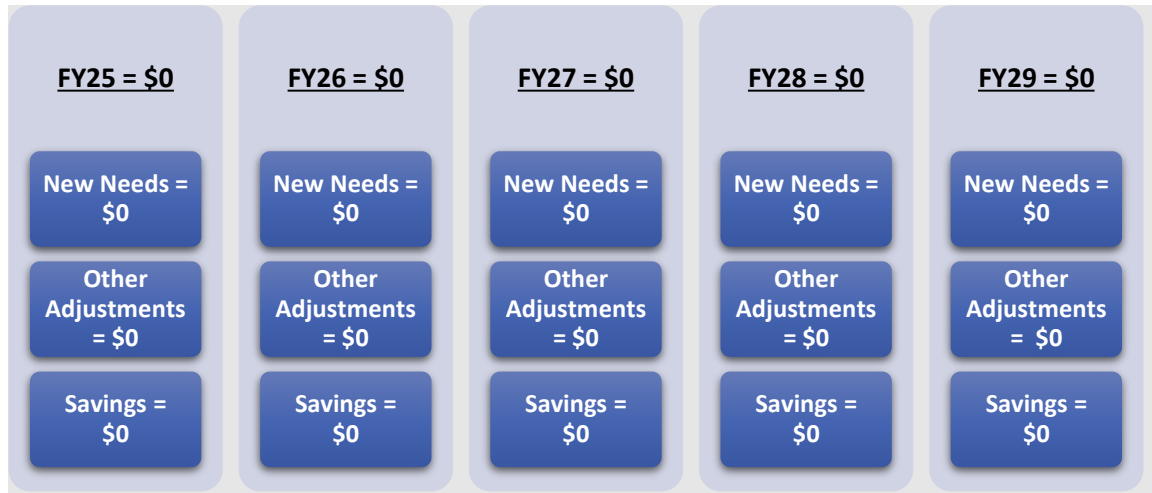 FY25 = $0
New Needs =
$0
Other
Adjustments
= $0
Savings =
$0
FY26 = $0
New Needs =
$0
Other
Adjustments
= $0
Savings =
$0
FY27 = $0
New Needs =
$0
Other
Adjustments
= $0
Savings =
$0
FY28 = $0
New Needs =
$0
Other
Adjustments
= $0
Savings =
$0
FY29 = $0
New Needs =
$0
Other
Adjustments
=  $0
Savings =
$0